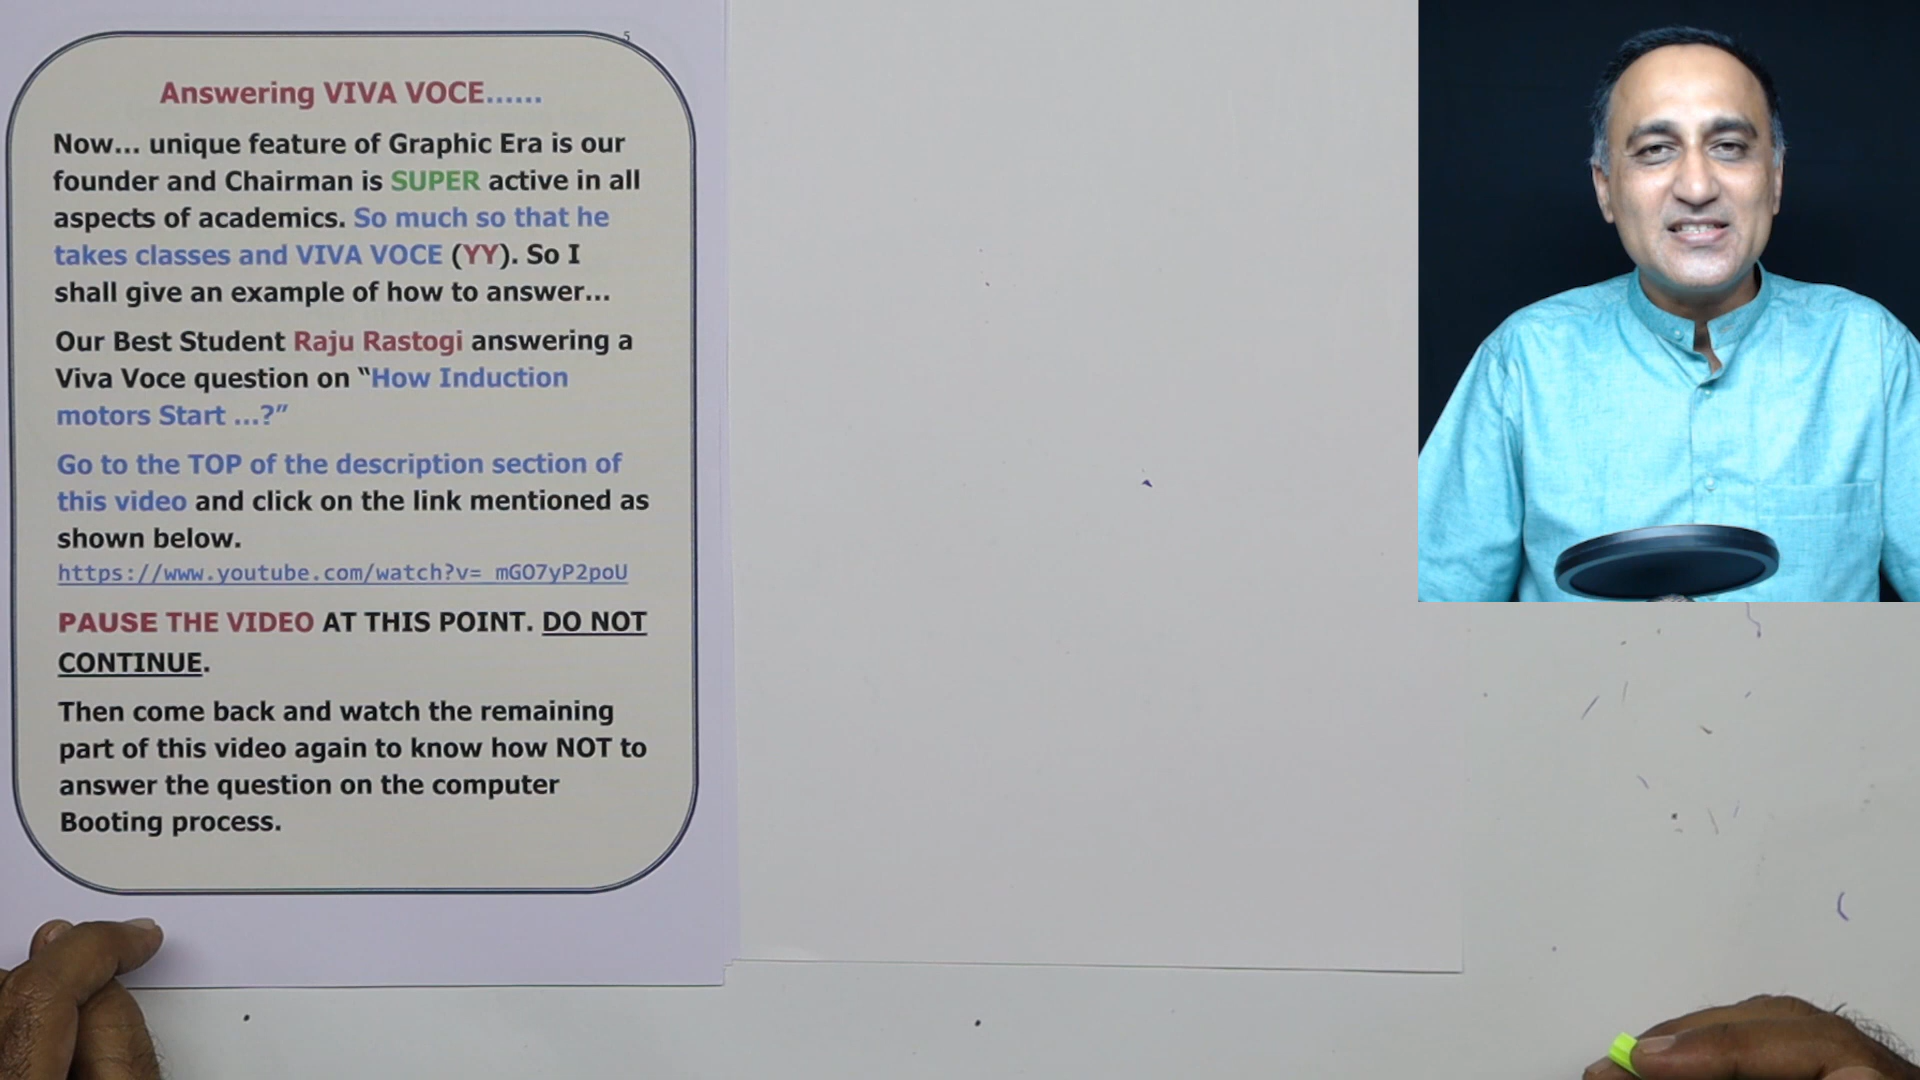 5
Answering VIVA VOCE......
Now... unique feature of Graphic Era is our
founder and Chairman is SUPER active in all
aspects of academics. So much so that he
takes classes and VIVA VOCE (YY). So I
shall give an example of how to answer...
Our Best Student Raju Rastogi answering a
Viva Voce question on “How Induction
motors Start ...?”
Go to the TOP of the description section of
this video and click on the link mentioned as
shown below.
https://www.youtube.com/watch?v=_mGO7yP2poU
PAUSE THE VIDEO AT THIS POINT. DO NOT
CONTINUE.
Then come back and watch the remaining
part of this video again to know how NOT to
answer the question on the computer
Booting process.